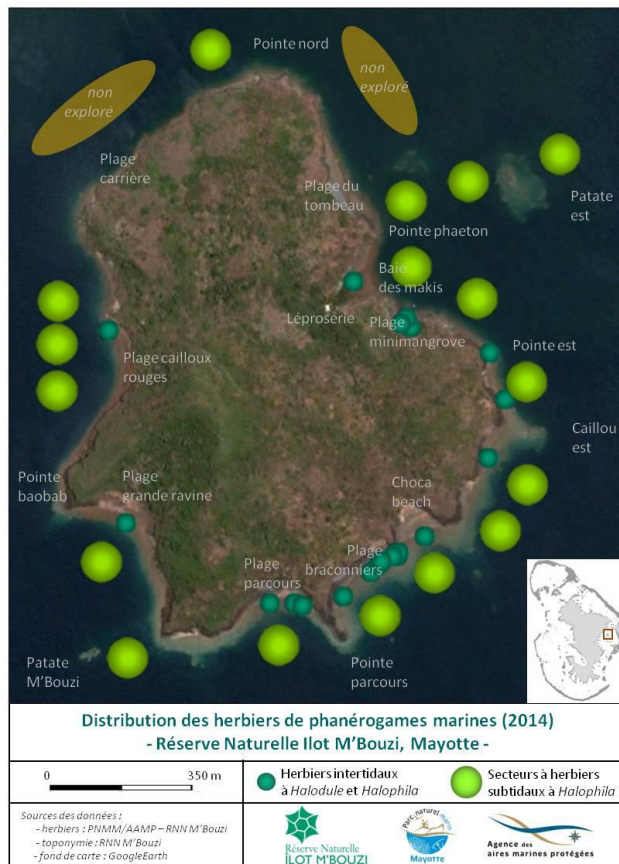 Pointe nord
non
exploré
non
exploré
Plage
carrière
Plage du
tombeau
Patate
est
Pointe phaeton
Baie
des makis
Léproserie
Plage
minimangrove
Pointe est
Plage cailloux
rouges
Caillou
est
Pointe
baobab
Plage
grande ravine
Choca
beach
Plage
parcours
Plage
braconniers
Patate
M'Bouzi
Pointe
parcours
Distribution des herbiers de phanérogames marines (2014)
- Réserve Naturelle Ilot M'Bouzi, Mayotte -
0 350 m
Herbiers intertidaux
à Halodule et Halophila
Secteurs à herbiers
subtidaux à Halophila
Sources des données :
- herbiers : PNMM/AAMP – RNN M'Bouzi
- toponymie : RNN M'Bouzi
- fond de carte : GoogleEarth
Réserve Naturelle
ÎLOT M'BOUZI
Parc naturel marin
Mayotte
Agence des
aires marines protégées